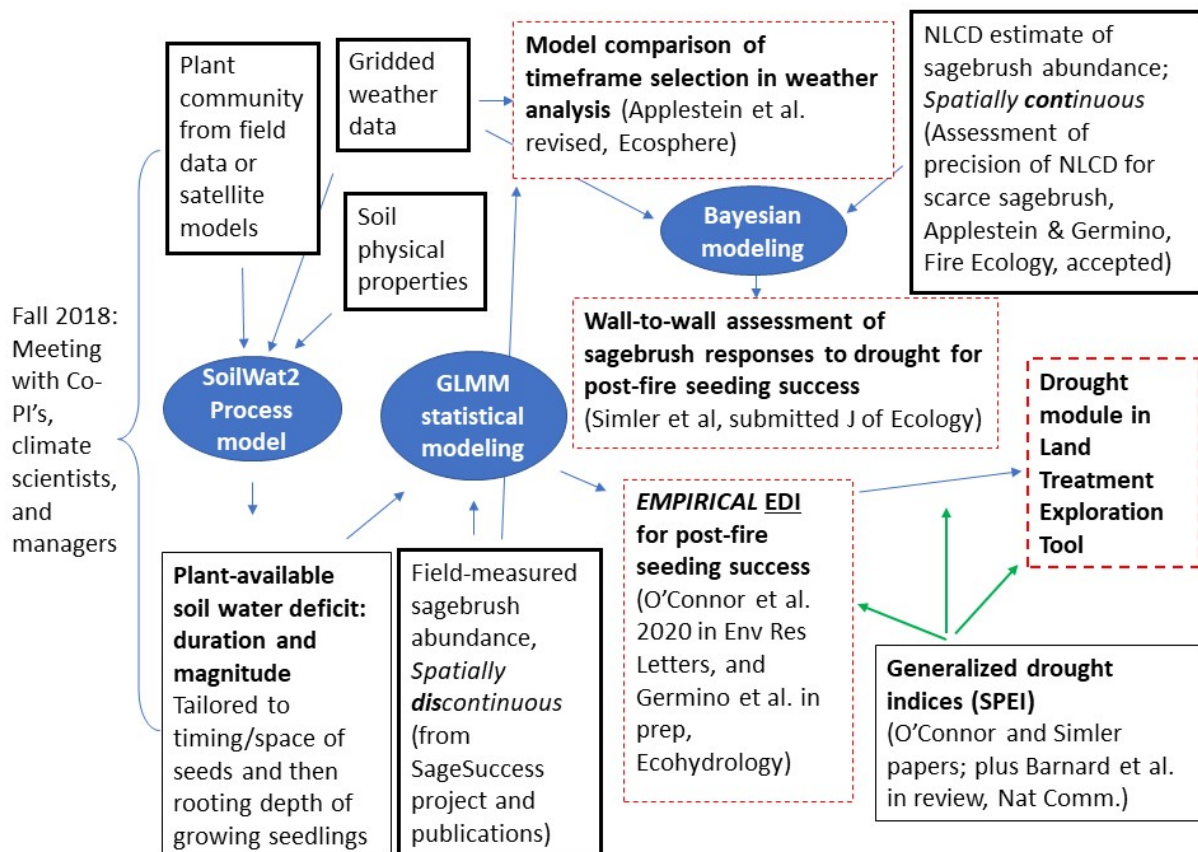 Plant
community
from field
data or
satellite
models
Gridded
weather
data
Soil
physical
properties
Model comparison of
timeframe selection in weather
analysis (Applestein et al.
revised, Ecosphere)
NLCD estimate of
sagebrush abundance;
Spatially continuous
(Assessment of
precision of NLCD for
scarce sagebrush,
Applestein & Germino,
Fire Ecology, accepted)
Bayesian
modeling
Fall 2018:
Meeting
with Co-
PI’s,
climate
scientists,
and
managers
SoilWat2
Process
model
GLMM
statistical
modeling
Wall-to-wall assessment of
sagebrush responses to drought for
post-fire seeding success
(Simler et al, submitted J of Ecology)
Drought
module in
Land
Treatment
Exploration
Tool
Plant-available
soil water deficit:
duration and
magnitude
Tailored to
timing/space of
seeds and then
rooting depth of
growing seedlings
Field-measured
sagebrush
abundance,
Spatially
discontinuous
(from
SageSuccess
project and
publications)
EMPIRICAL EDI
for post-fire
seeding success
(O’Connor et al.
2020 in Env Res
Letters, and
Germino et al. in
prep,
Ecohydrology)
Generalized drought
indices (SPEI)
(O’Connor and Simler
papers; plus Barnard et al.
in review, Nat Comm.)